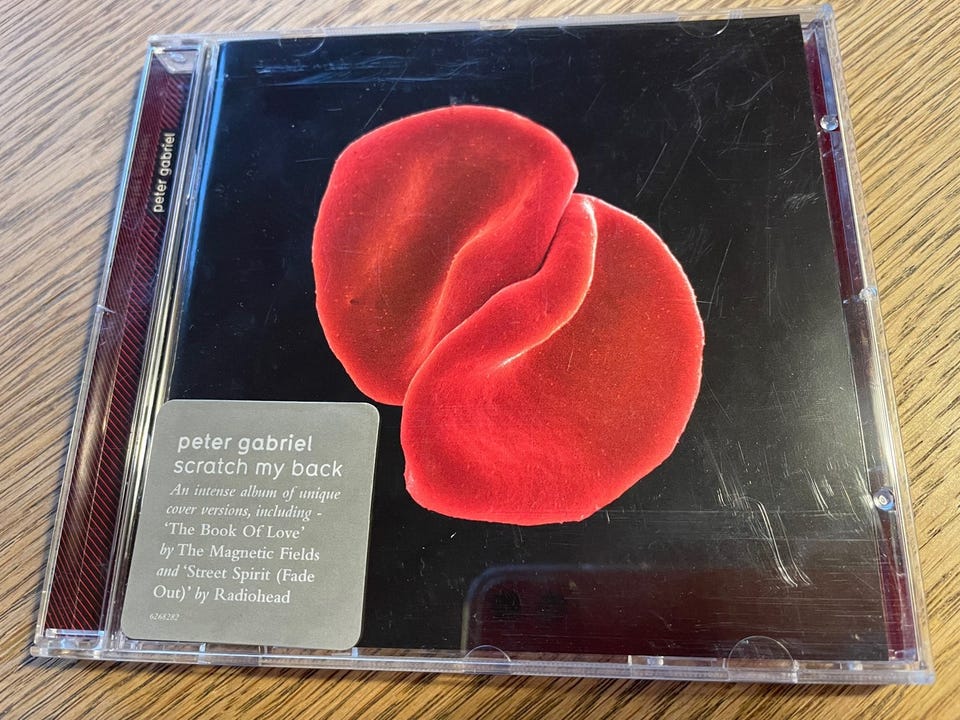 peter gabriel
peter gabriel
scratch my back
An intense album of unique
cover versions, including -
‘The Book Of Love’
by The Magnetic Fields
and ‘Street Spirit (Fade
Out)’ by Radiohead
6268282